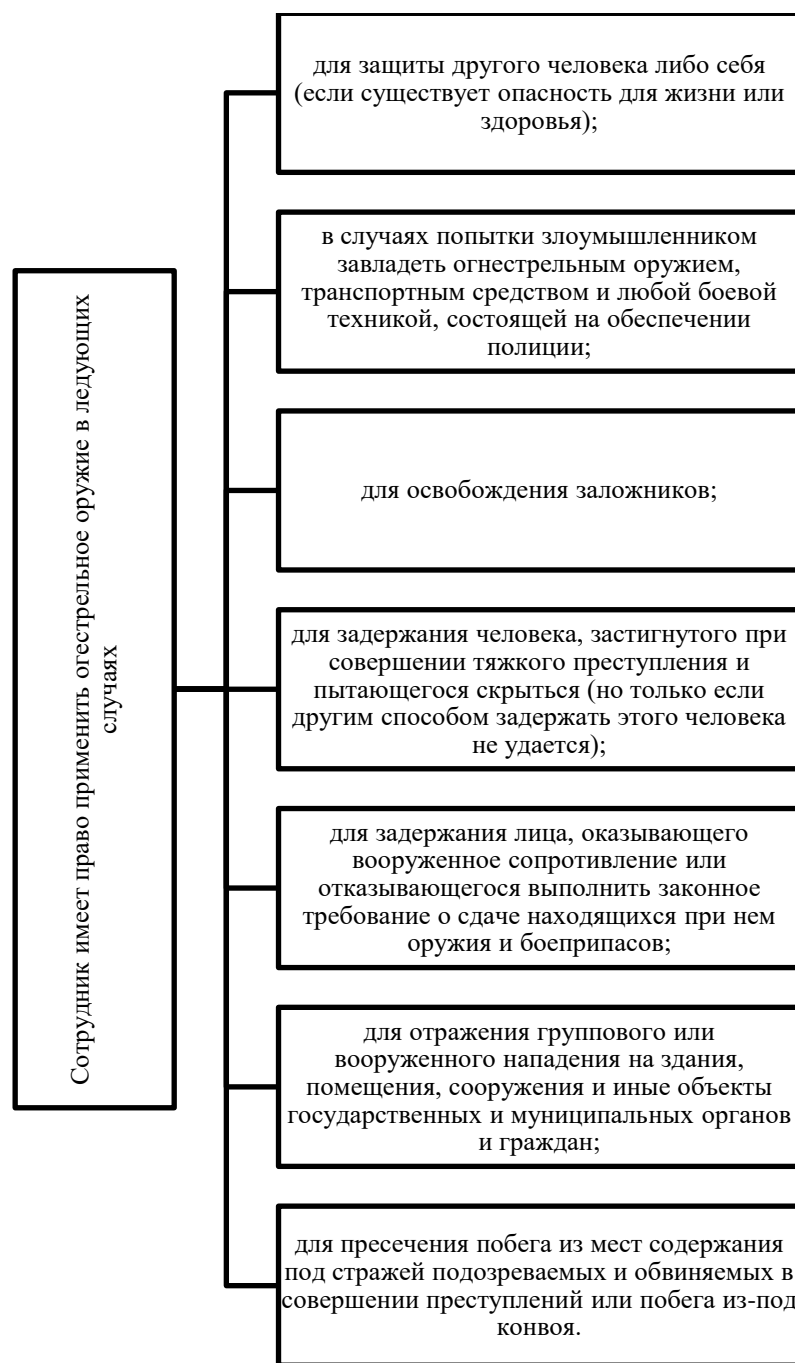 Сотрудник имеет право применить огестрельное оружие в ледующих
случаях
для защиты другого человека либо себя
(если существует опасность для жизни или
здоровья);
в случаях попытки злоумышленником
завладеть огнестрельным оружием,
транспортным средством и любой боевой
техникой, состоящей на обеспечении
полиции;
для освобождения заложников;
для задержания человека, застигнутого при
совершении тяжкого преступления и
пытающегося скрыться (но только если
другим способом задержать этого человека
не удается);
для задержания лица, оказывающего
вооруженное сопротивление или
отказывающегося выполнить законное
требование о сдаче находящихся при нем
оружия и боеприпасов;
для отражения группового или
вооруженного нападения на здания,
помещения, сооружения и иные объекты
государственных и муниципальных органов
и граждан;
для пресечения побега из мест содержания
под стражей подозреваемых и обвиняемых в
совершении преступлений или побега из-под
конвоя.